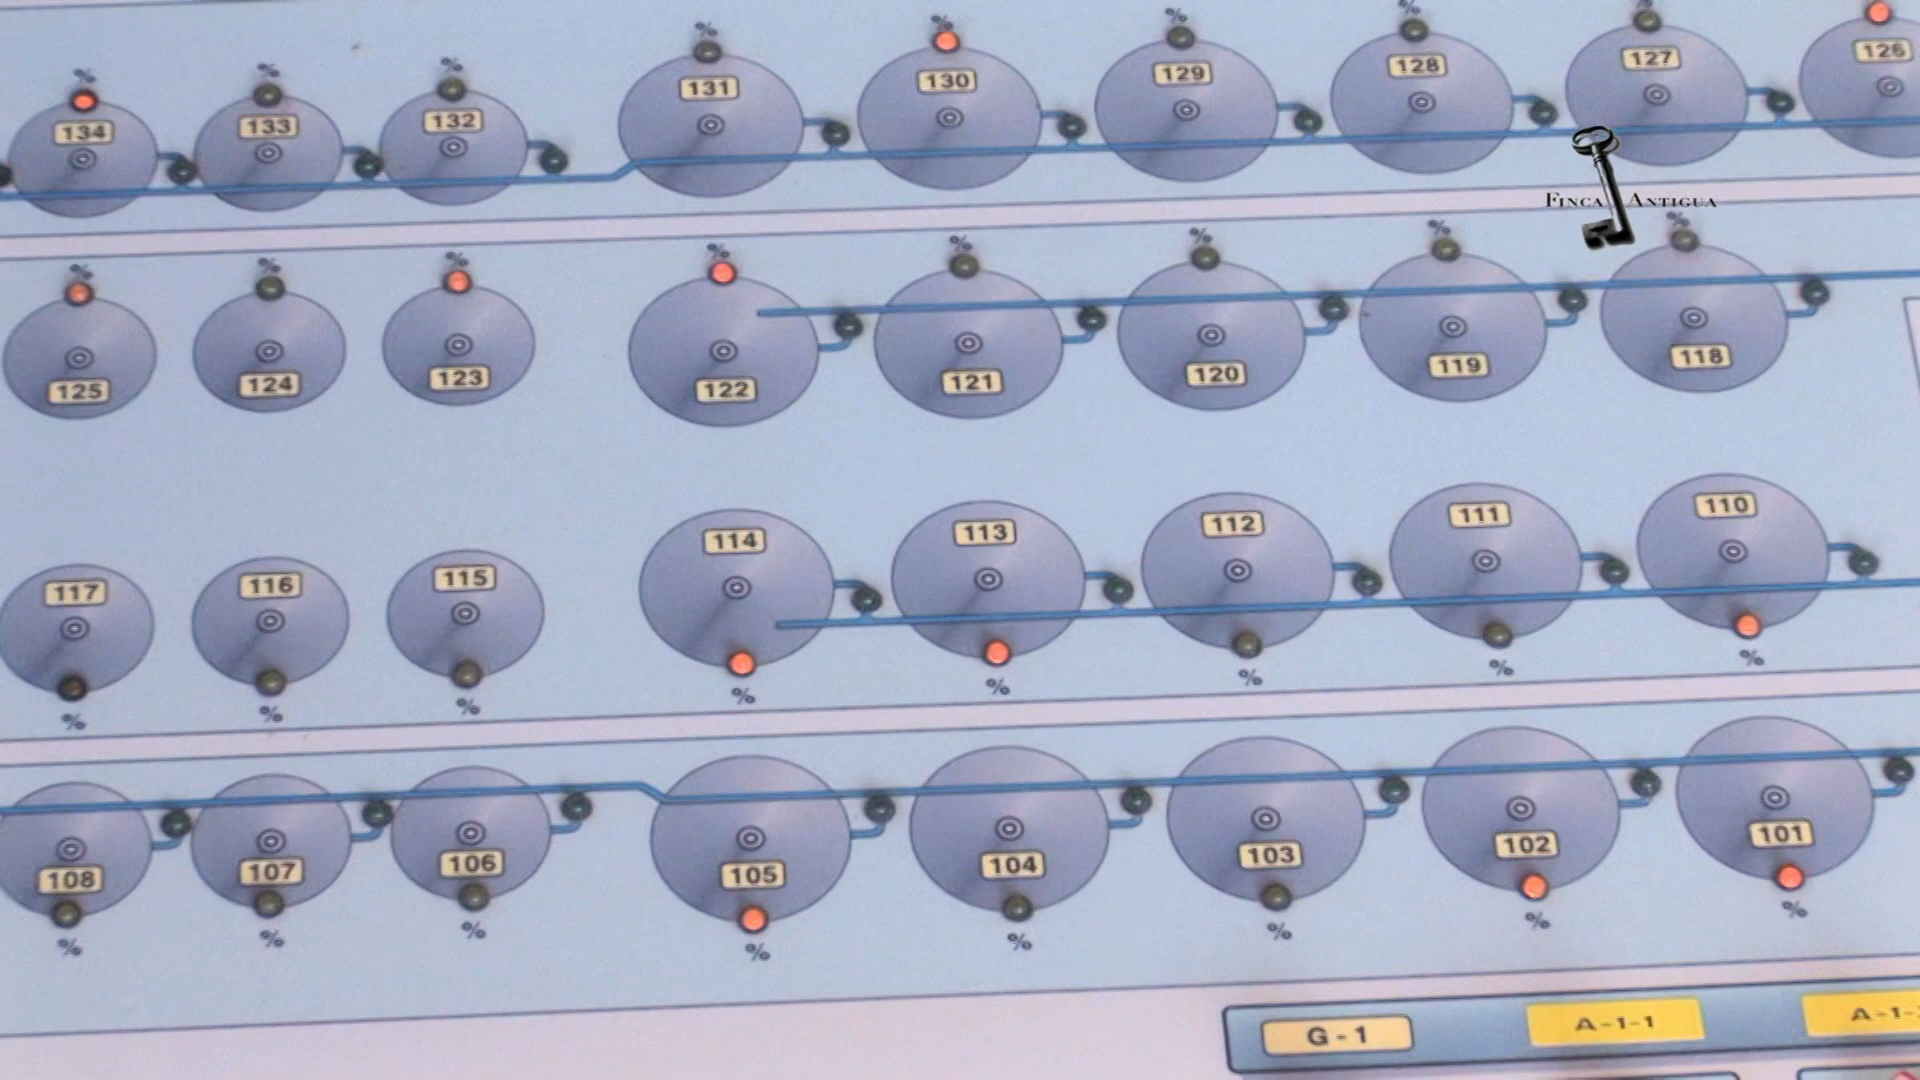 % % % % % % % % %
134 133 132 131 130 129 128 127 126
FINCA ANTIGUA
% % % % % % % %
125 124 123 122 121 120 119 118
117 116 115 114 113 112 111 110
% % % % % % % %
108 107 106 105 104 103 102 101
% % % % % % % %
G-1 A-1-1